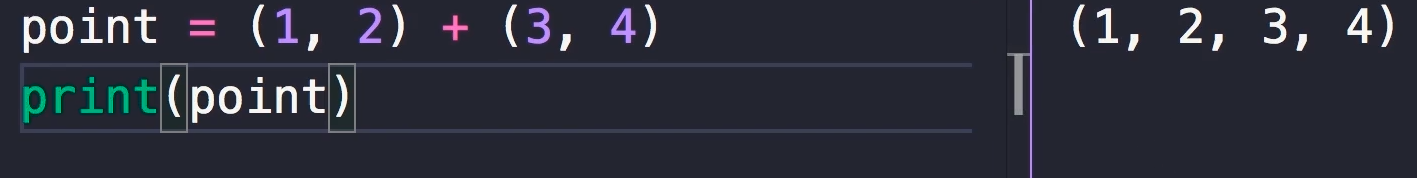 point = (1, 2) + (3, 4)
print(point)
(1, 2, 3, 4)